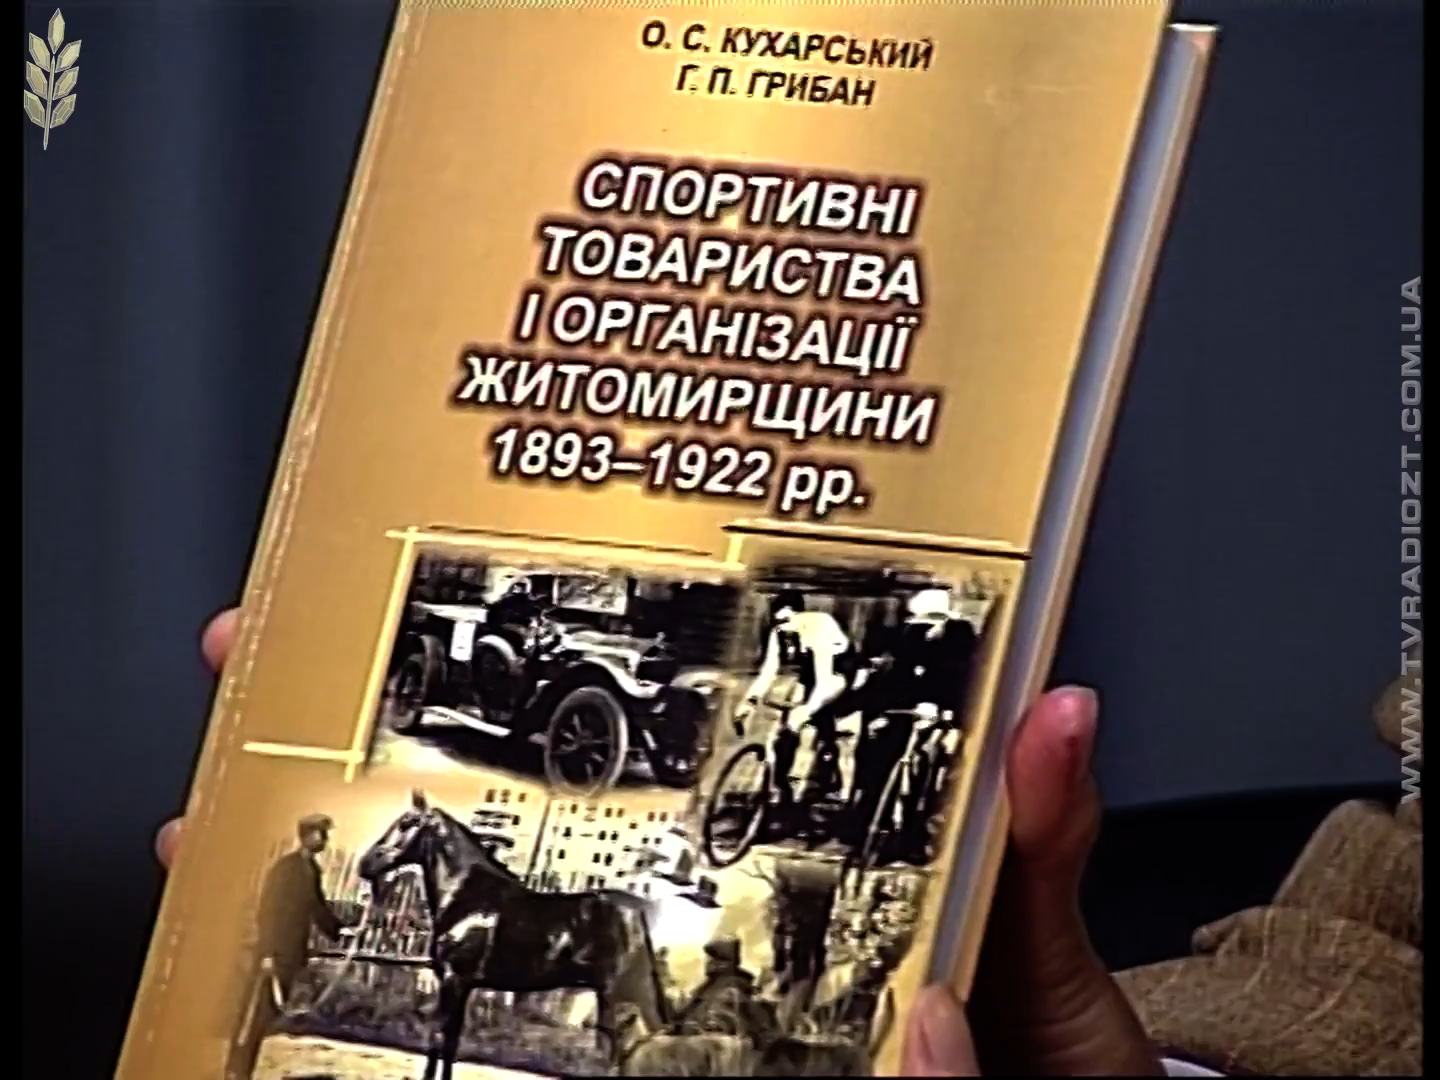 О. С. КУХАРСЬКИЙ
Г. П. ГРИБАН
СПОРТИВНІ
ТОВАРИСТВА
І ОРГАНІЗАЦІЇ
ЖИТОМИРЩИНИ
1893–1922 рр.
WWW.TVRADIOZT.COM.UA